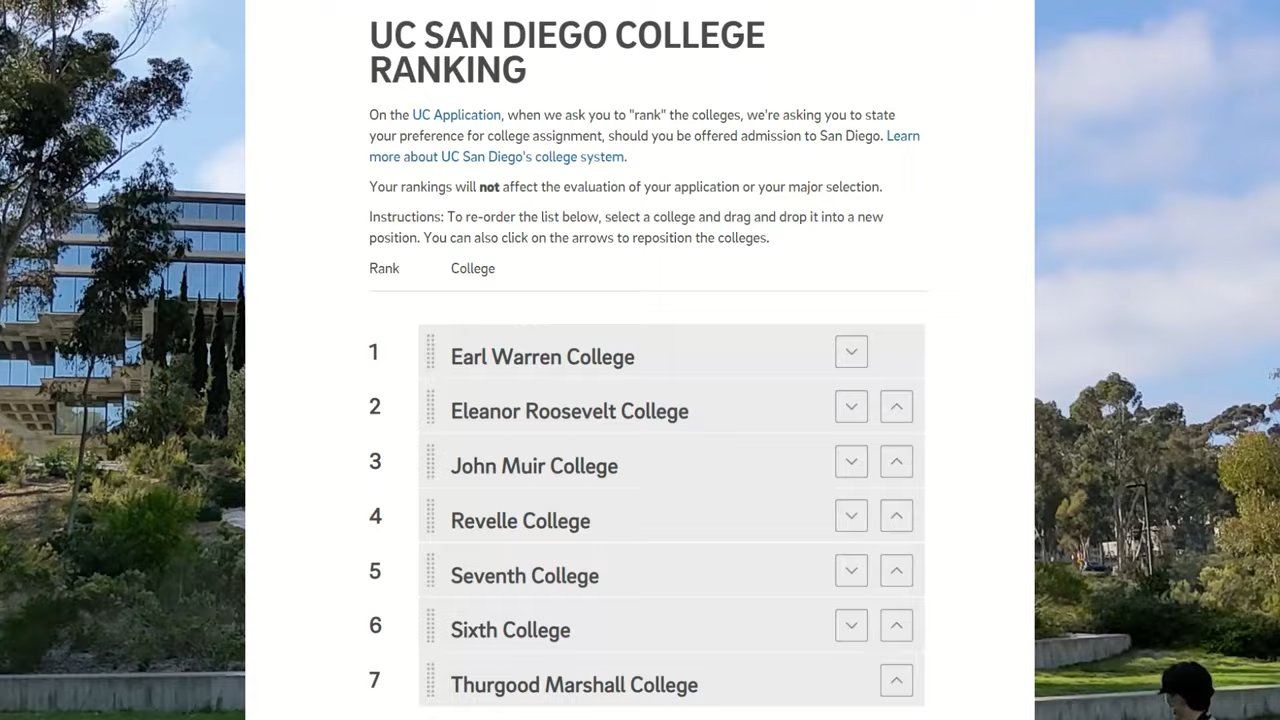 UC SAN DIEGO COLLEGE
RANKING
On the UC Application, when we ask you to "rank" the colleges, we're asking you to state
your preference for college assignment, should you be offered admission to San Diego. Learn
more about UC San Diego's college system.
Your rankings will not affect the evaluation of your application or your major selection.
Instructions: To re-order the list below, select a college and drag and drop it into a new
position. You can also click on the arrows to reposition the colleges.
Rank College
1 Earl Warren College
2 Eleanor Roosevelt College
3 John Muir College
4 Revelle College
5 Seventh College
6 Sixth College
7 Thurgood Marshall College